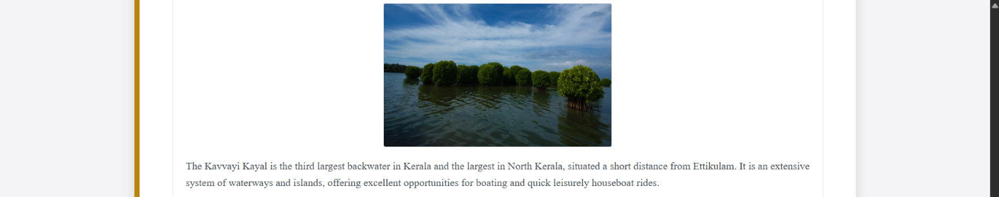 The Kavvayi Kayal is the third largest backwater in Kerala and the largest in North Kerala, situated a short distance from Ettikulam. It is an extensive
system of waterways and islands, offering excellent opportunities for boating and quick leisurely houseboat rides.